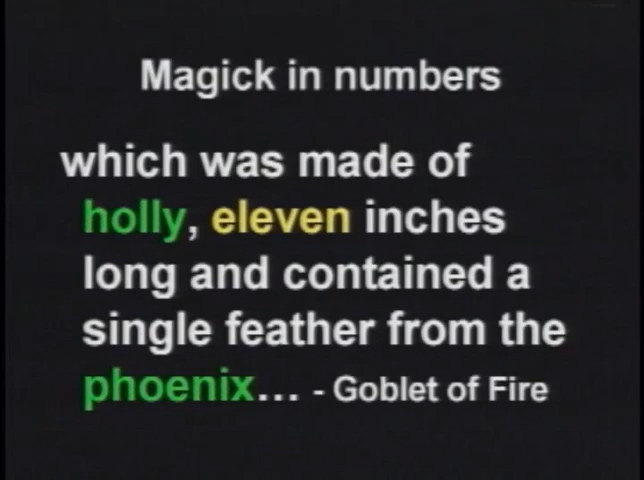 Magick in numbers
which was made of
holly, eleven inches
long and contained a
single feather from the
phoenix... - Goblet of Fire